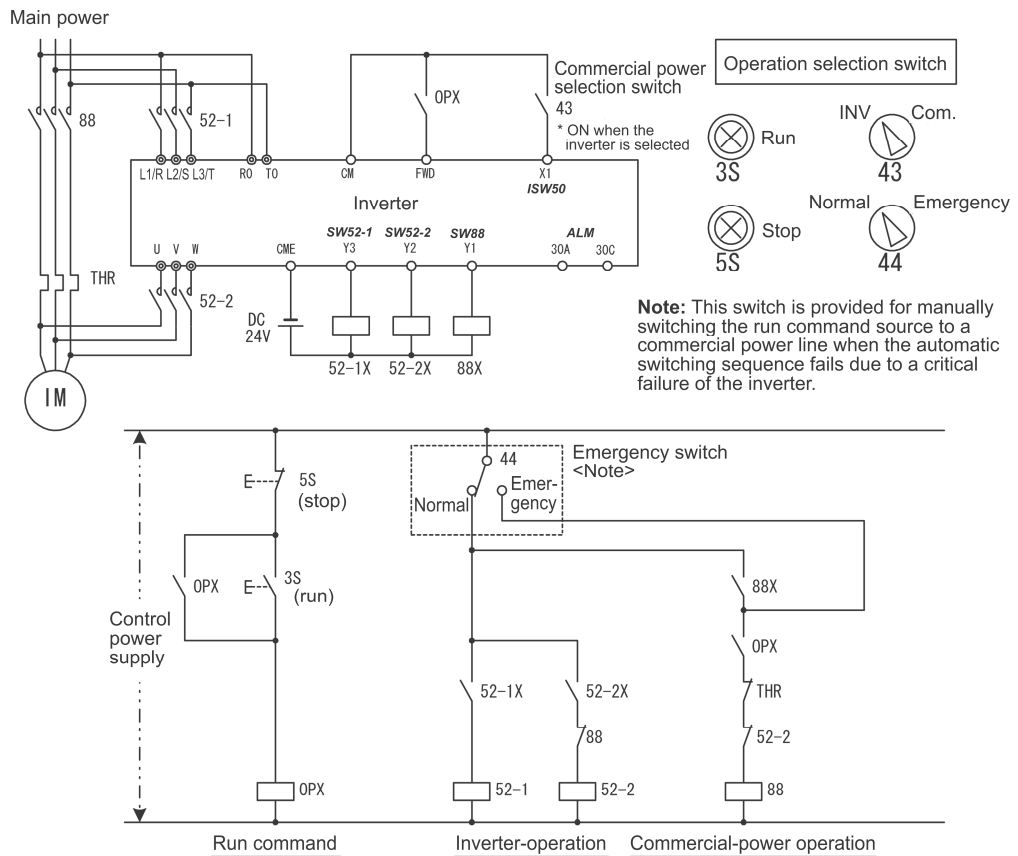 Main power
88
52-1
L1/R L2/S L3/T
R0
T0
CM
FWD
X1
ISW50
OPX
Commercial power
selection switch
43
* ON when the
inverter is selected
Inverter
U
V
W
CME
SW52-1
Y3
SW52-2
Y2
SW88
Y1
ALM
30A
30C
THR
52-2
DC
24V
52-1X
52-2X
88X
IM
Operation selection switch
Run
3S
INV
Com.
43
Stop
5S
Normal
Emergency
44
Note: This switch is provided for manually
switching the run command source to a
commercial power line when the automatic
switching sequence fails due to a critical
failure of the inverter.
Control
power
supply
5S
(stop)
OPX
3S
(run)
OPX
Run command
44
Normal
Emer-
gency
Emergency switch
<Note>
52-1X
52-2X
88
52-1
52-2
Inverter-operation
88X
OPX
THR
52-2
88
Commercial-power operation